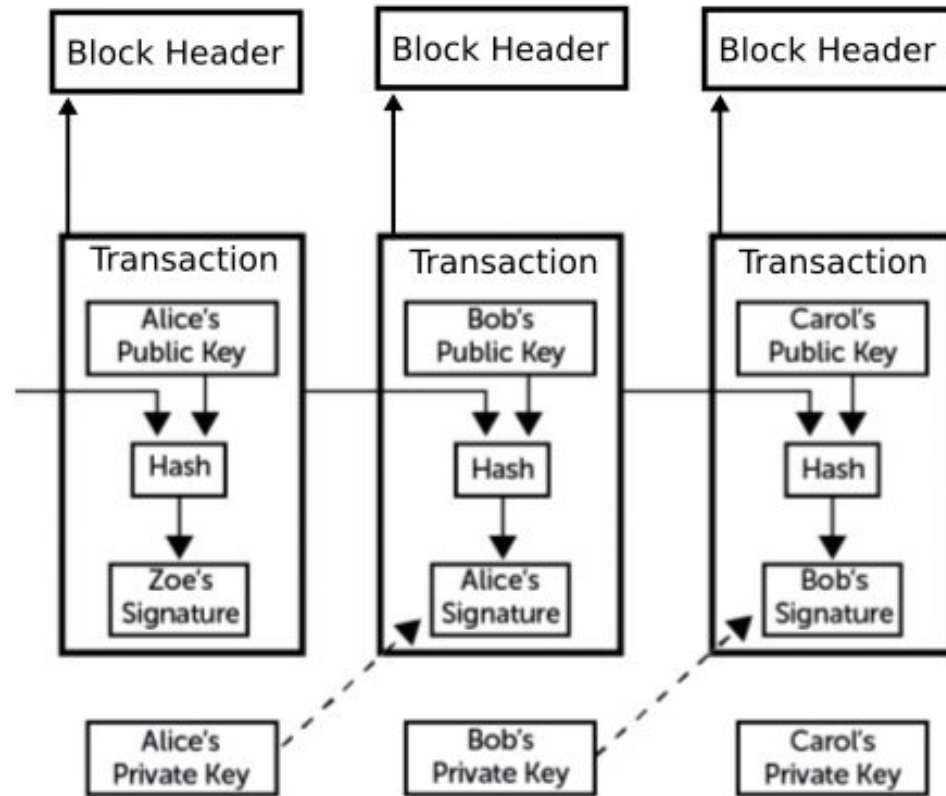 Block Header
Block Header
Block Header
Transaction
Transaction
Transaction
Alice's
Public Key
Bob's
Public Key
Carol's
Public Key
Hash
Hash
Hash
Zoe's
Signature
Alice's
Signature
Bob's
Signature
Alice's
Private Key
Bob's
Private Key
Carol's
Private Key